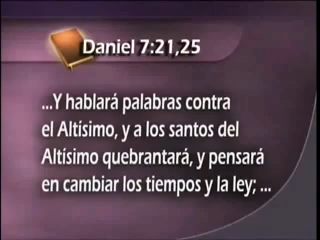 Daniel 7:21,25
...Y hablará palabras contra
el Altísimo, y a los santos del
Altísimo quebrantará, y pensará
en cambiar los tiempos y la ley; ...